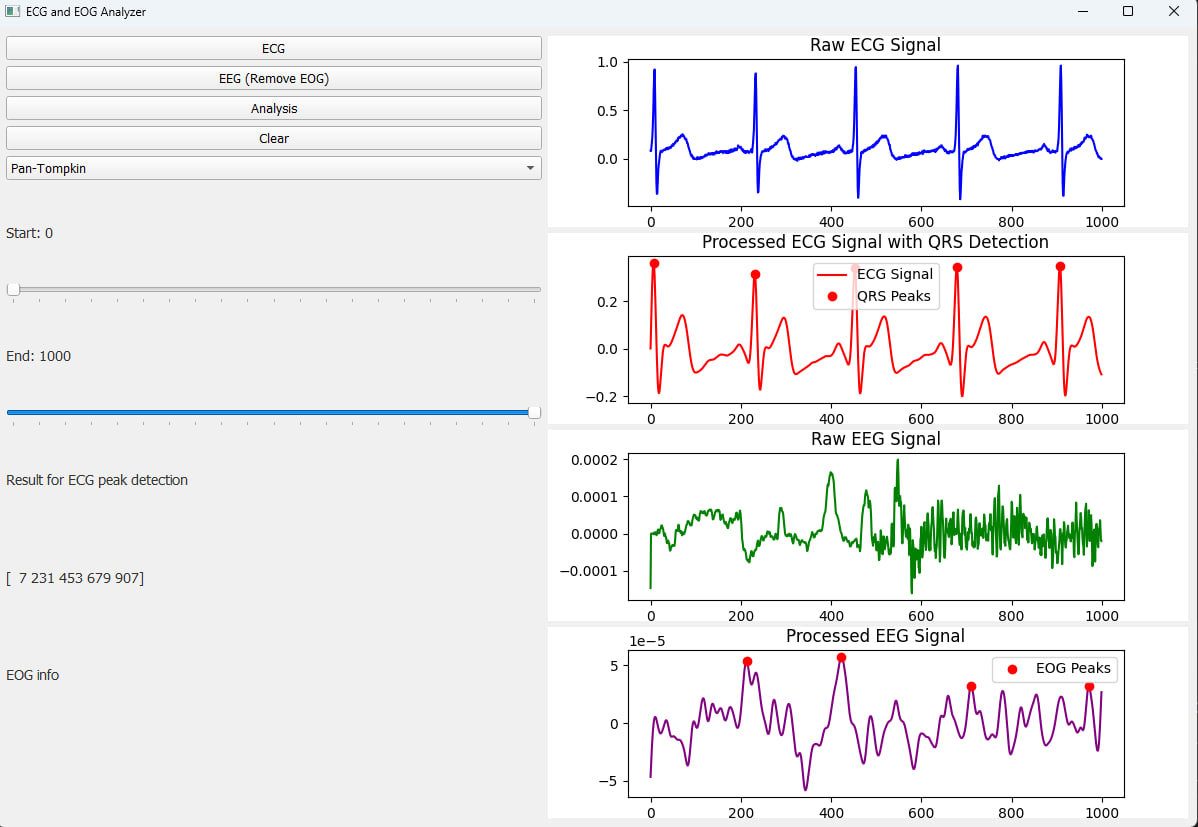 ECG and EOG Analyzer
ECG
EEG (Remove EOG)
Analysis
Clear
Pan-Tompkin
Start: 0
End: 1000
Result for ECG peak detection
[  7 231 453 679 907]
EOG info
Raw ECG Signal
1.0
0.5
0.0
0 200 400 600 800 1000
Processed ECG Signal with QRS Detection
ECG Signal
QRS Peaks
0.2
0.0
−0.2
0 200 400 600 800 1000
Raw EEG Signal
0.0002
0.0001
0.0000
−0.0001
0 200 400 600 800 1000
Processed EEG Signal
1e−5
EOG Peaks
5
0
−5
0 200 400 600 800 1000